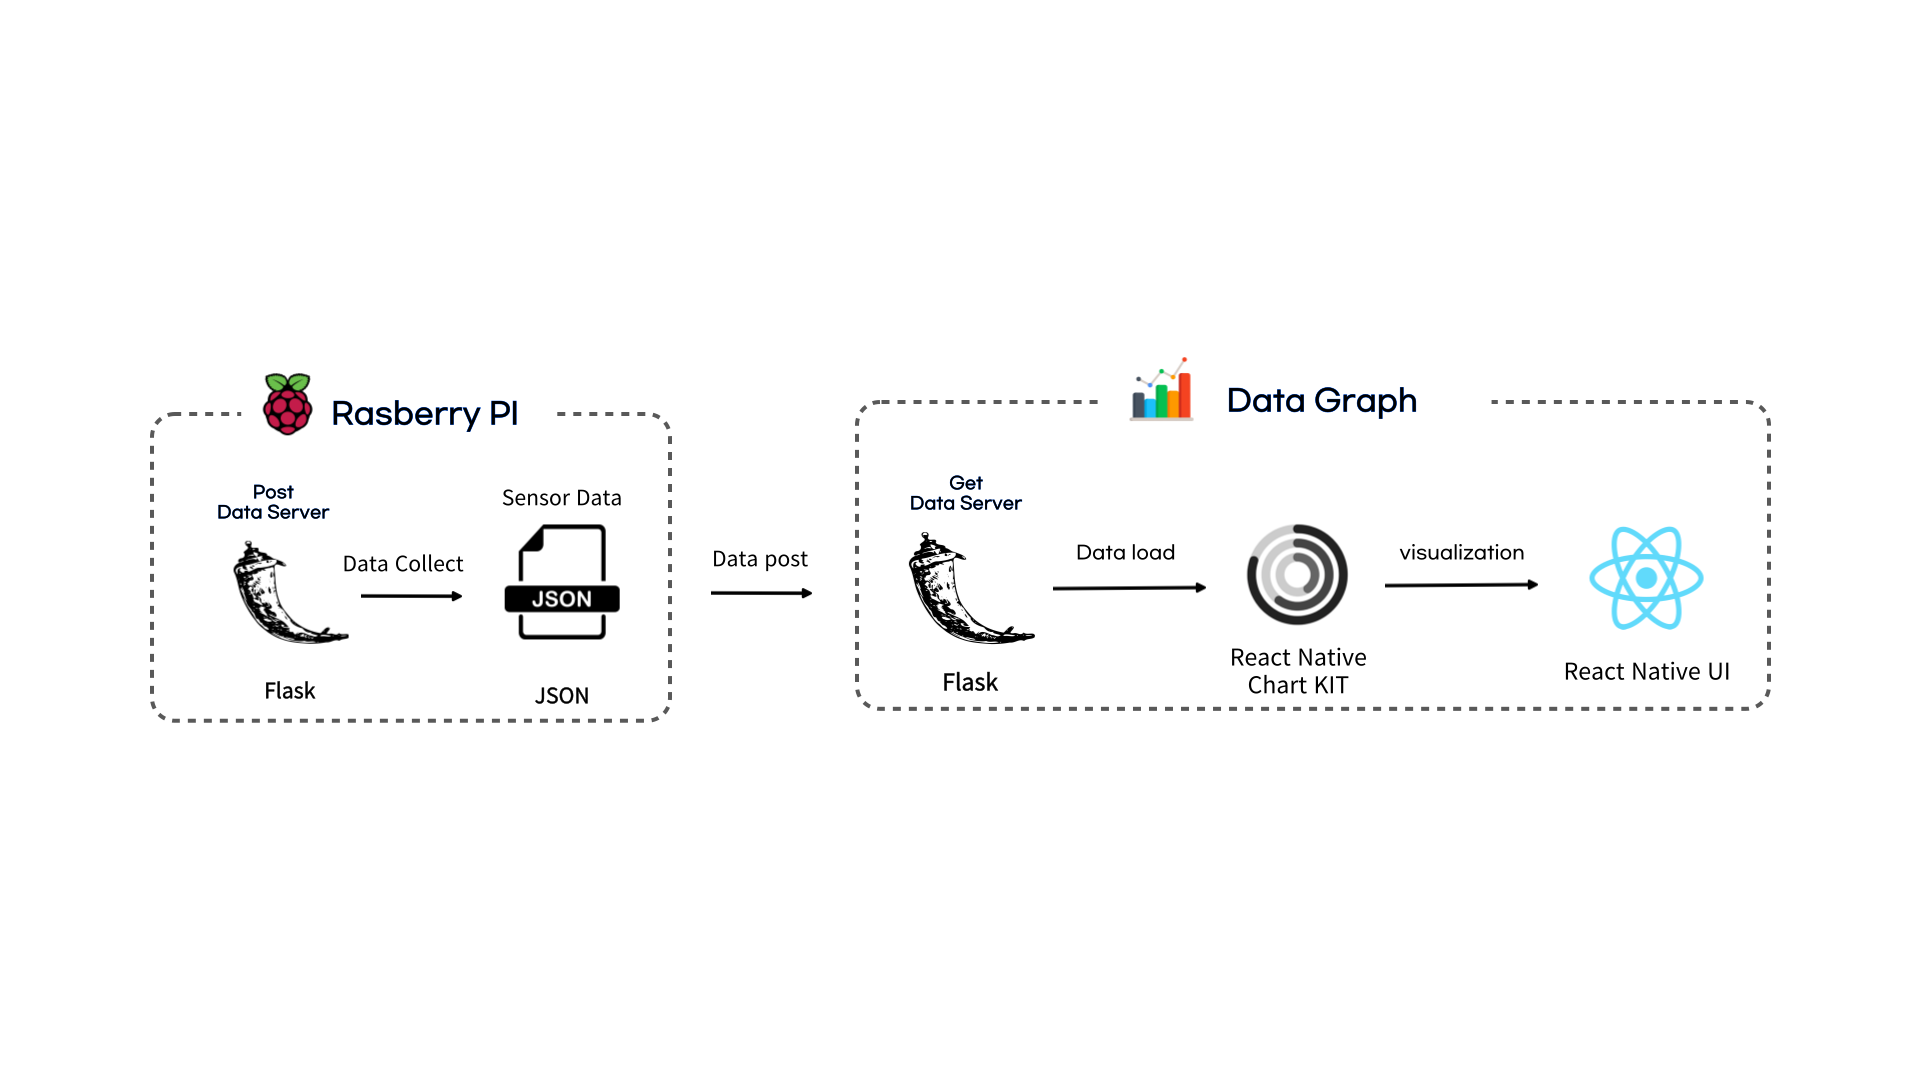 Rasberry PI
Post
Data Server
Data Collect
Flask
Sensor Data
JSON
JSON
Data post
Data Graph
Get
Data Server
Flask
Data load
React Native
Chart KIT
visualization
React Native UI